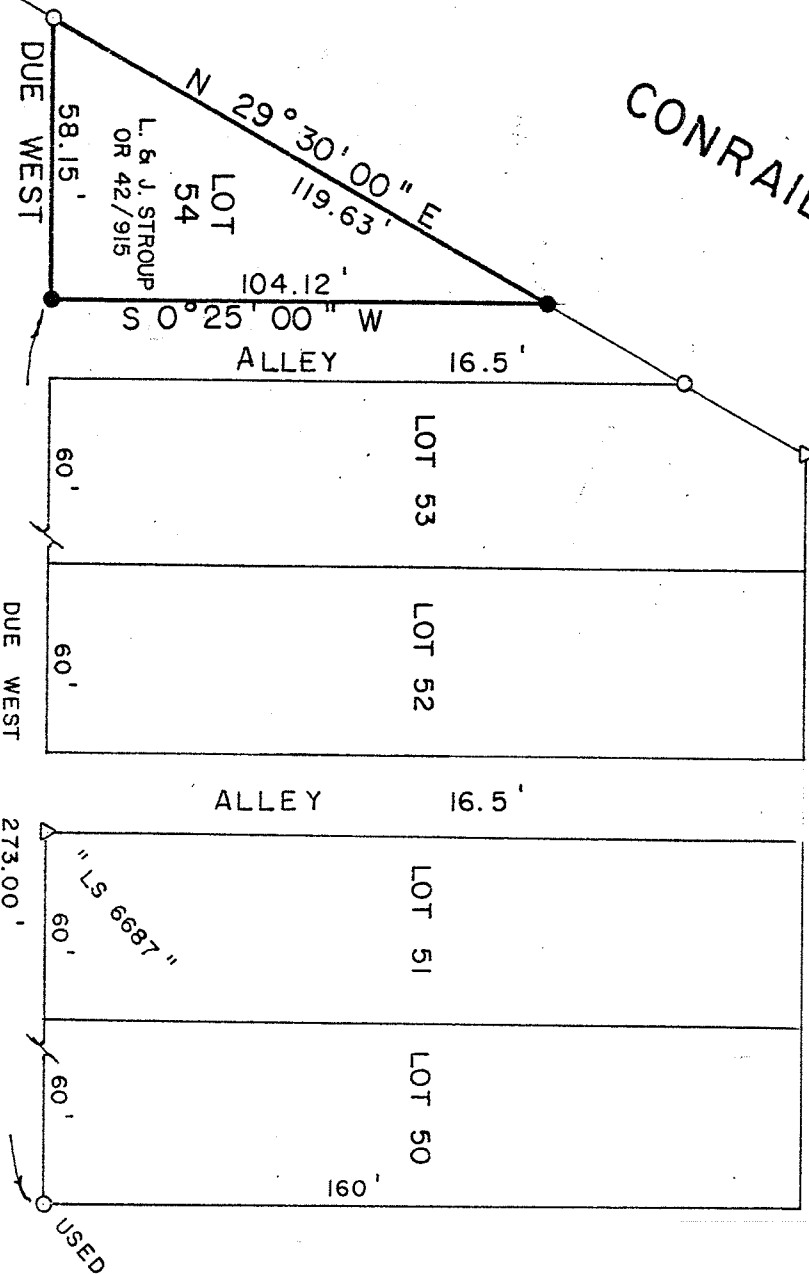 CONRAIL
N 29°30'00" E
119.63'
DUE WEST
58.15'
LOT
54
L. & J. STROUP
OR 42/915
104.12'
S 0°25'00" W
ALLEY 16.5'
LOT 53
60'
LOT 52
60'
DUE WEST 273.00'
ALLEY 16.5'
"LS 6687"
LOT 51
60'
LOT 50
60'
160'
USED